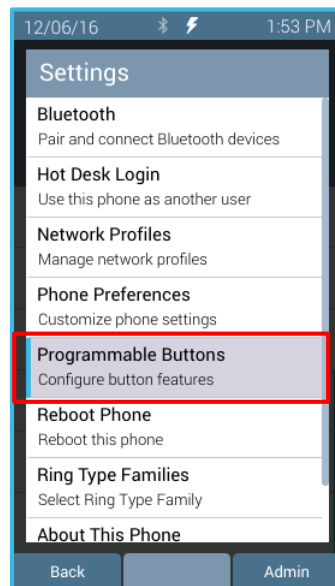 12/06/16 1:53 PM
Settings
Bluetooth
Pair and connect Bluetooth devices
Hot Desk Login
Use this phone as another user
Network Profiles
Manage network profiles
Phone Preferences
Customize phone settings
Programmable Buttons
Configure button features
Reboot Phone
Reboot this phone
Ring Type Families
Select Ring Type Family
About This Phone
Back Admin